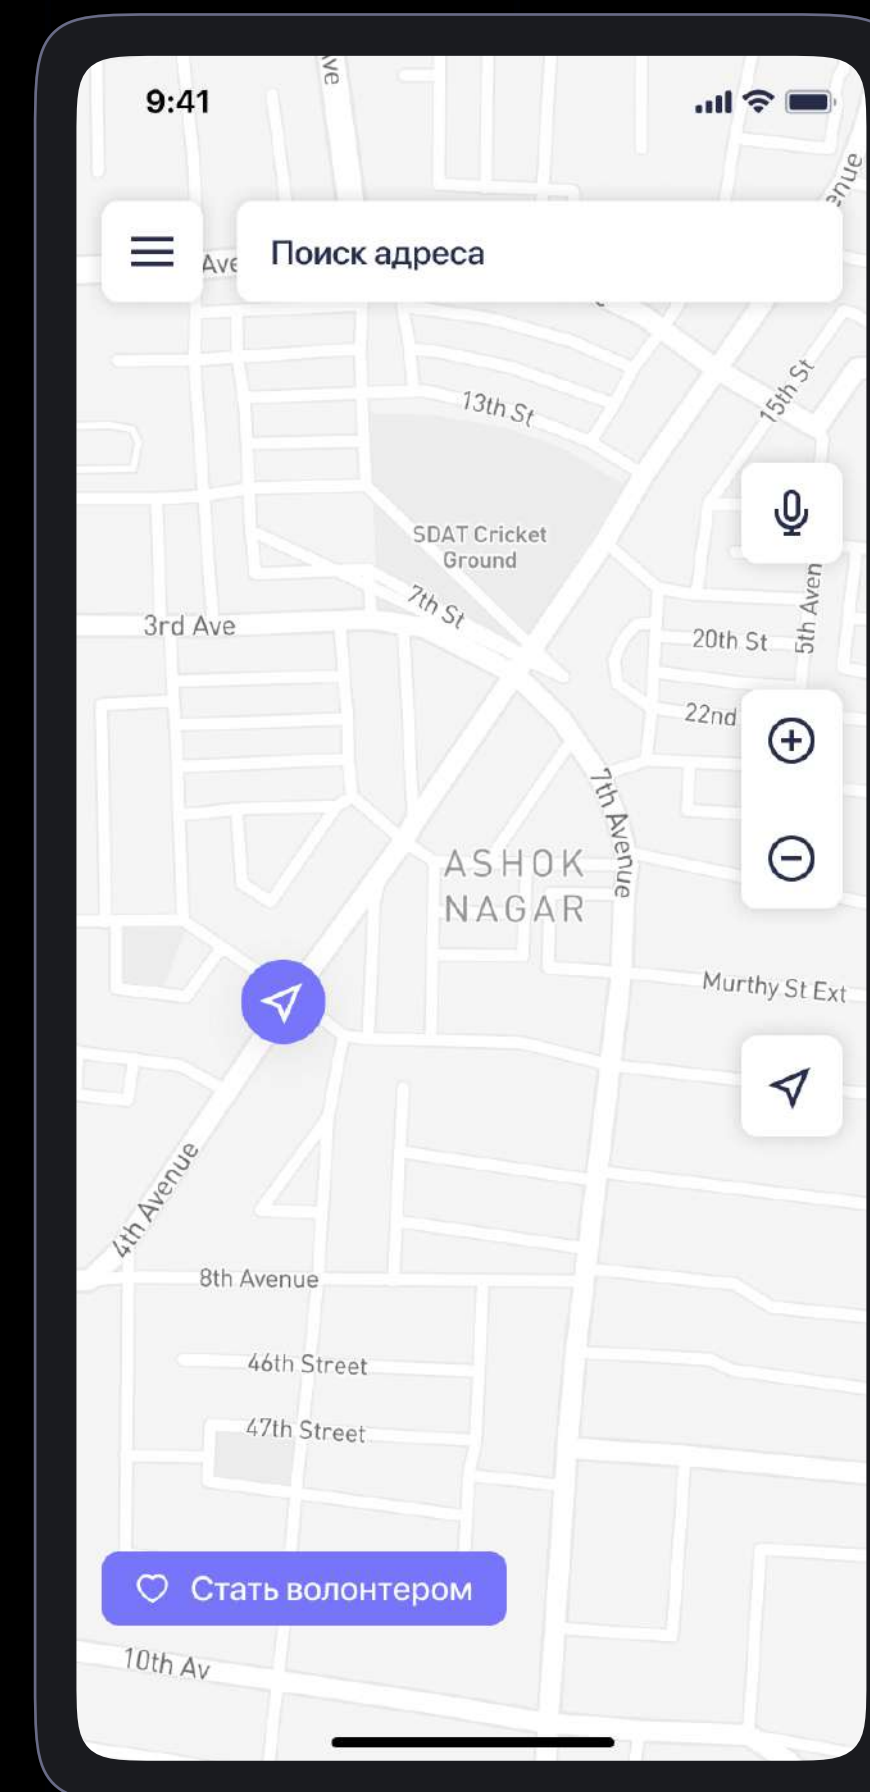 ve
9:41
enue
Ave
Поиск адреса
15th St
13th St
SDAT Cricket
Ground
7th St
5th Aven
3rd Ave
20th St
22nd
7th Avenue
ASHOK
NAGAR
Murthy St Ext
4th Avenue
8th Avenue
46th Street
47th Street
Стать волонтером
10th Av